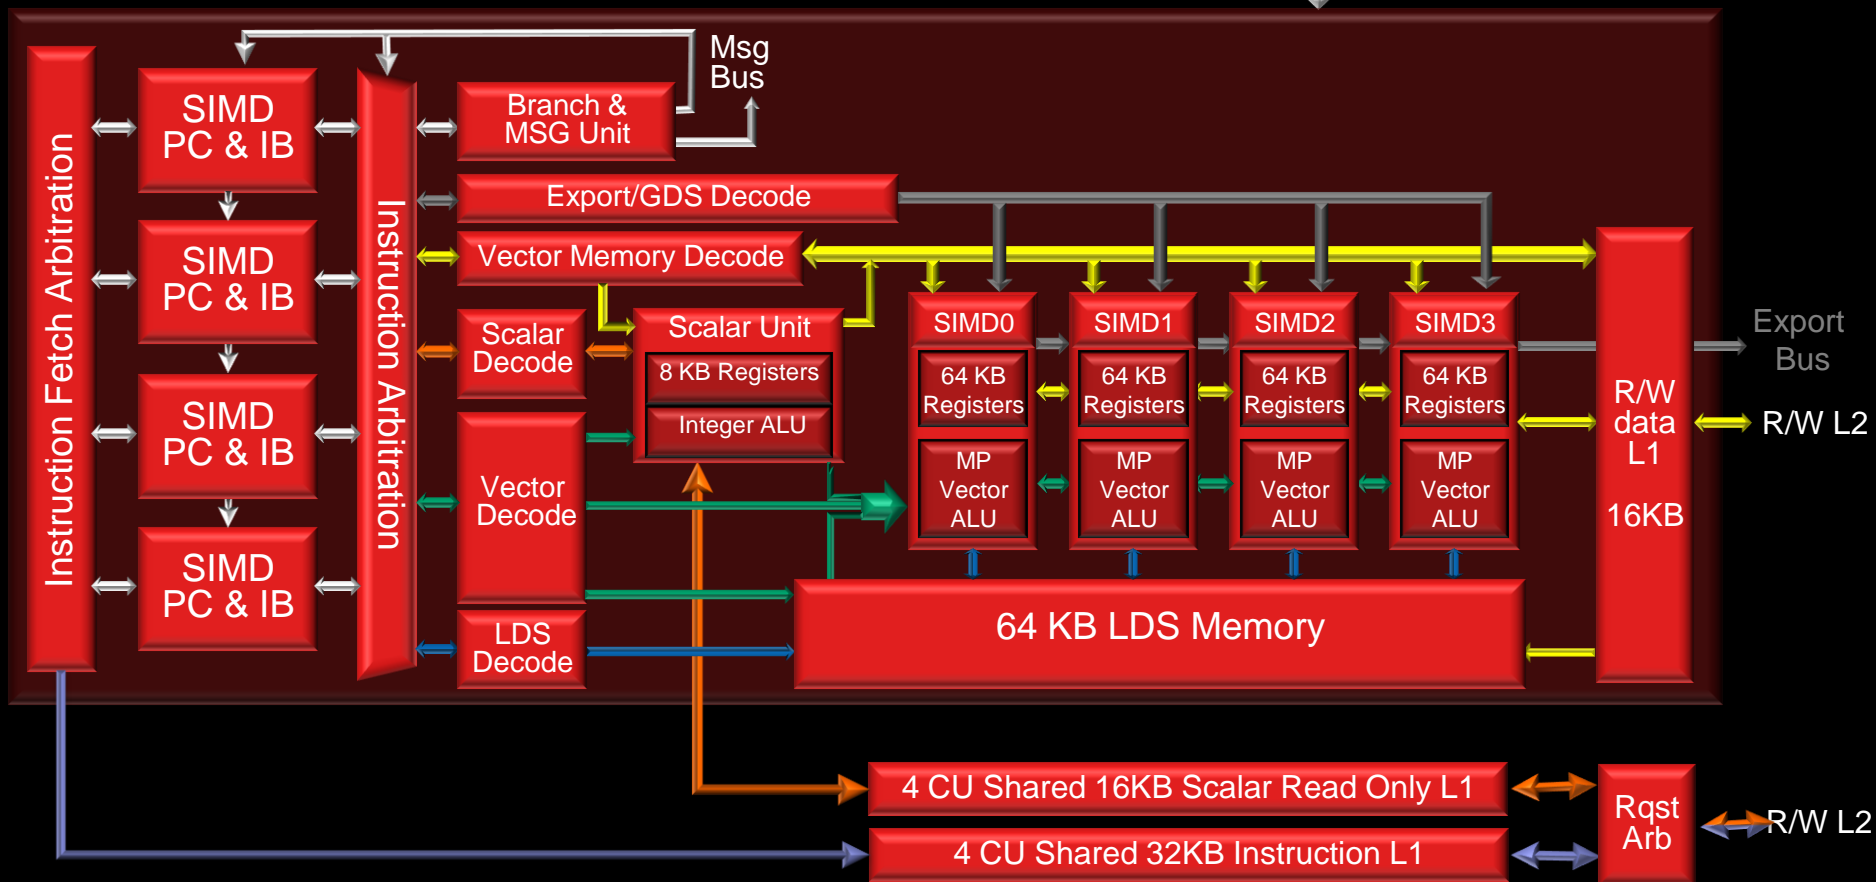 Instruction Fetch Arbitration
SIMD
PC & IB
SIMD
PC & IB
SIMD
PC & IB
SIMD
PC & IB
Instruction Arbitration
Branch &
MSG Unit
Msg
Bus
Export/GDS Decode
Vector Memory Decode
Scalar
Decode
Scalar Unit
8 KB Registers
Integer ALU
Vector
Decode
LDS
Decode
SIMD0
64 KB
Registers
MP
Vector
ALU
SIMD1
64 KB
Registers
MP
Vector
ALU
SIMD2
64 KB
Registers
MP
Vector
ALU
SIMD3
64 KB
Registers
MP
Vector
ALU
64 KB LDS Memory
R/W
data
L1
16KB
Export
Bus
R/W L2
4 CU Shared 16KB Scalar Read Only L1
4 CU Shared 32KB Instruction L1
Rqst
Arb
R/W L2